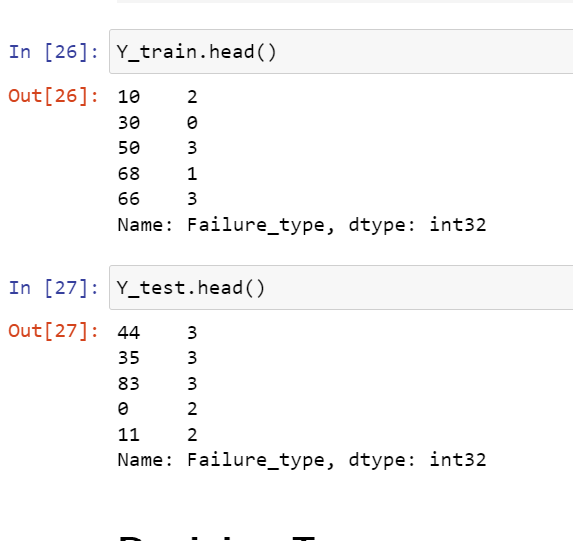 In [26]: Y_train.head()
Out[26]: 10    2
30    0
50    3
68    1
66    3
Name: Failure_type, dtype: int32
In [27]: Y_test.head()
Out[27]: 44    3
35    3
83    3
0     2
11    2
Name: Failure_type, dtype: int32